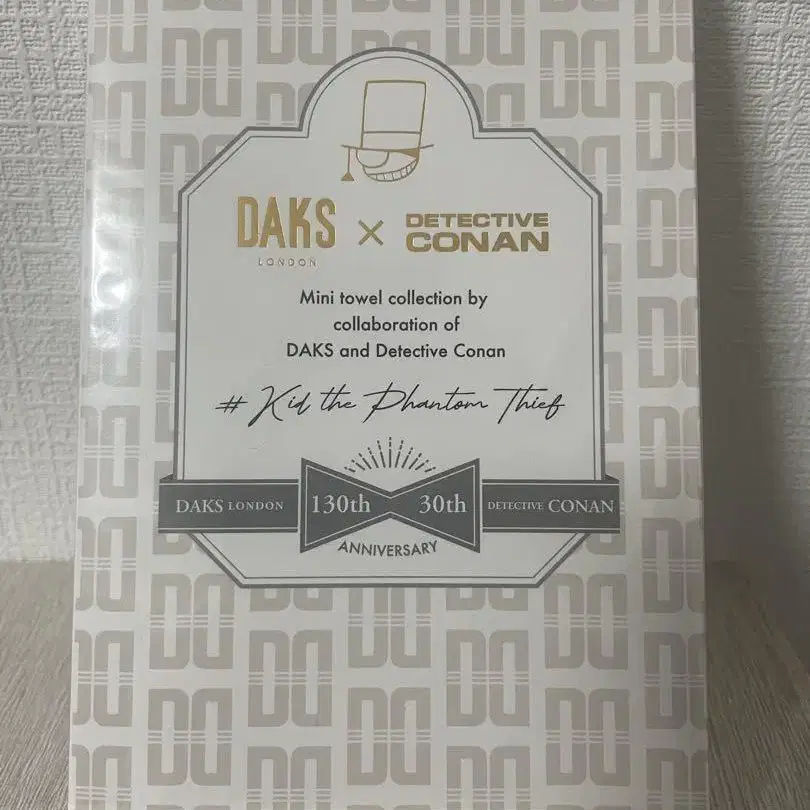 DAKS × DETECTIVE CONAN
LONDON
Mini towel collection by
collaboration of
DAKS and Detective Conan
# Kid the Phantom Thief
DAKS LONDON 130th 30th DETECTIVE CONAN
ANNIVERSARY